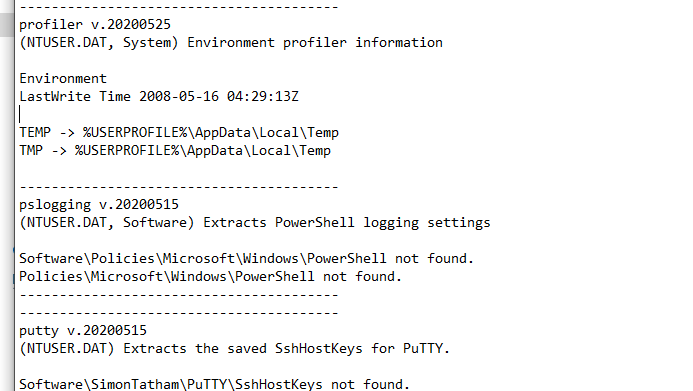 ----------------------------------------
profiler v.20200525
(NTUSER.DAT, System) Environment profiler information
Environment
LastWrite Time 2008-05-16 04:29:13Z
TEMP -> %USERPROFILE%\AppData\Local\Temp
TMP -> %USERPROFILE%\AppData\Local\Temp
----------------------------------------
pslogging v.20200515
(NTUSER.DAT, Software) Extracts PowerShell logging settings
Software\Policies\Microsoft\Windows\PowerShell not found.
Policies\Microsoft\Windows\PowerShell not found.
----------------------------------------
----------------------------------------
putty v.20200515
(NTUSER.DAT) Extracts the saved SshHostKeys for PuTTY.
Software\SimonTatham\PuTTY\SshHostKeys not found.